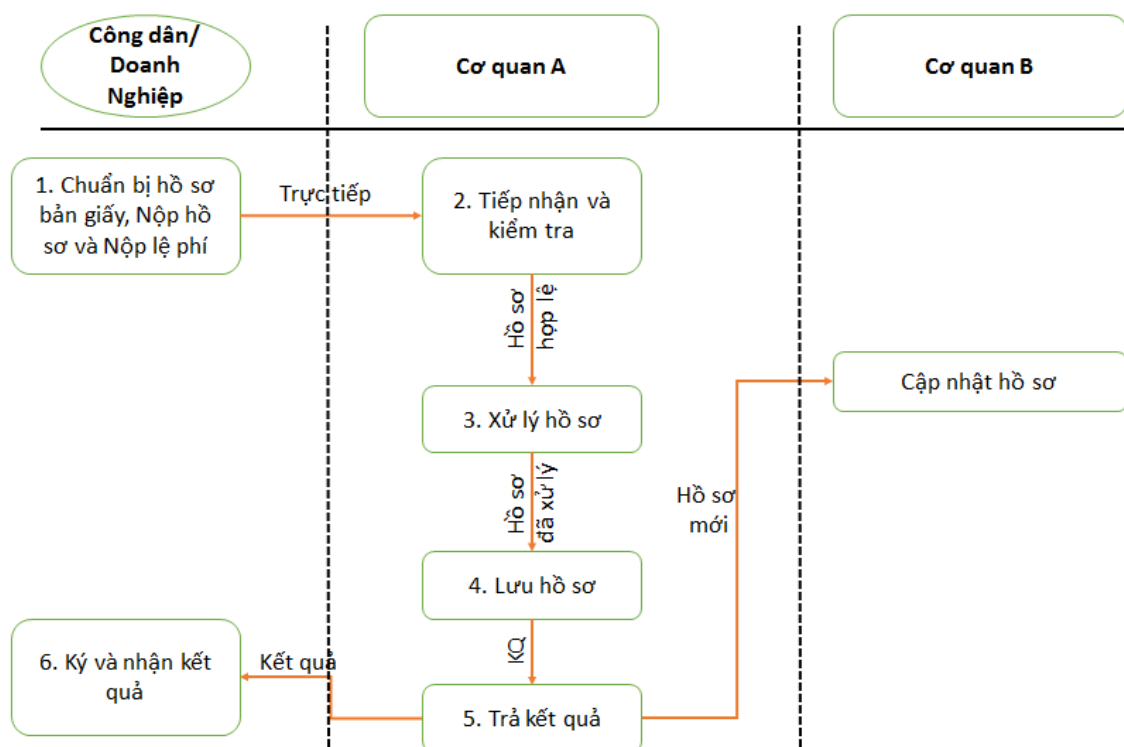 Công dân/
Doanh
Nghiệp
Cơ quan A
Cơ quan B
1. Chuẩn bị hồ sơ
bản giấy, Nộp hồ
sơ và Nộp lệ phí
Trực tiếp
2. Tiếp nhận và
kiểm tra
Hồ sơ
hợp lệ
Cập nhật hồ sơ
3. Xử lý hồ sơ
Hồ sơ
đã xử lý
Hồ sơ
mới
4. Lưu hồ sơ
KQ
6. Ký và nhận kết
quả
Kết quả
5. Trả kết quả